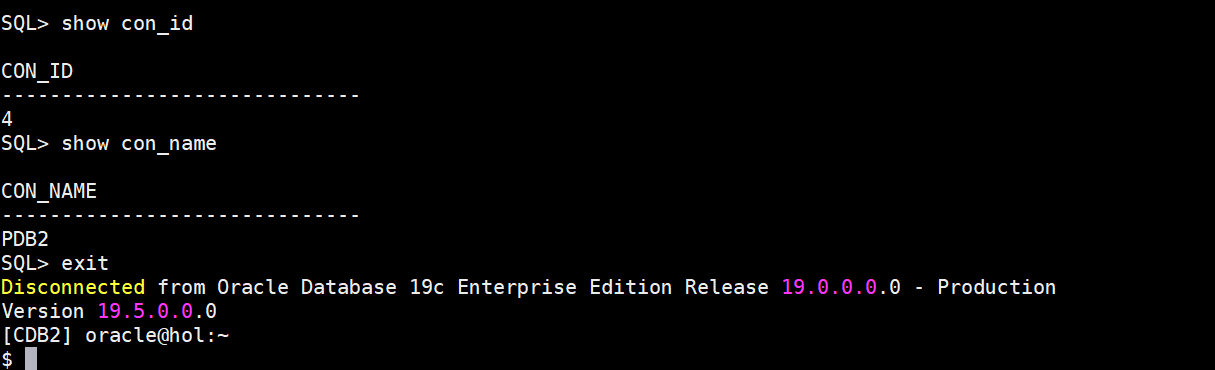 SQL> show con_id
CON_ID
------------------------------
4
SQL> show con_name
CON_NAME
------------------------------
PDB2
SQL> exit
Disconnected from Oracle Database 19c Enterprise Edition Release 19.0.0.0.0 - Production
Version 19.5.0.0.0
[CDB2] oracle@hol:~
$